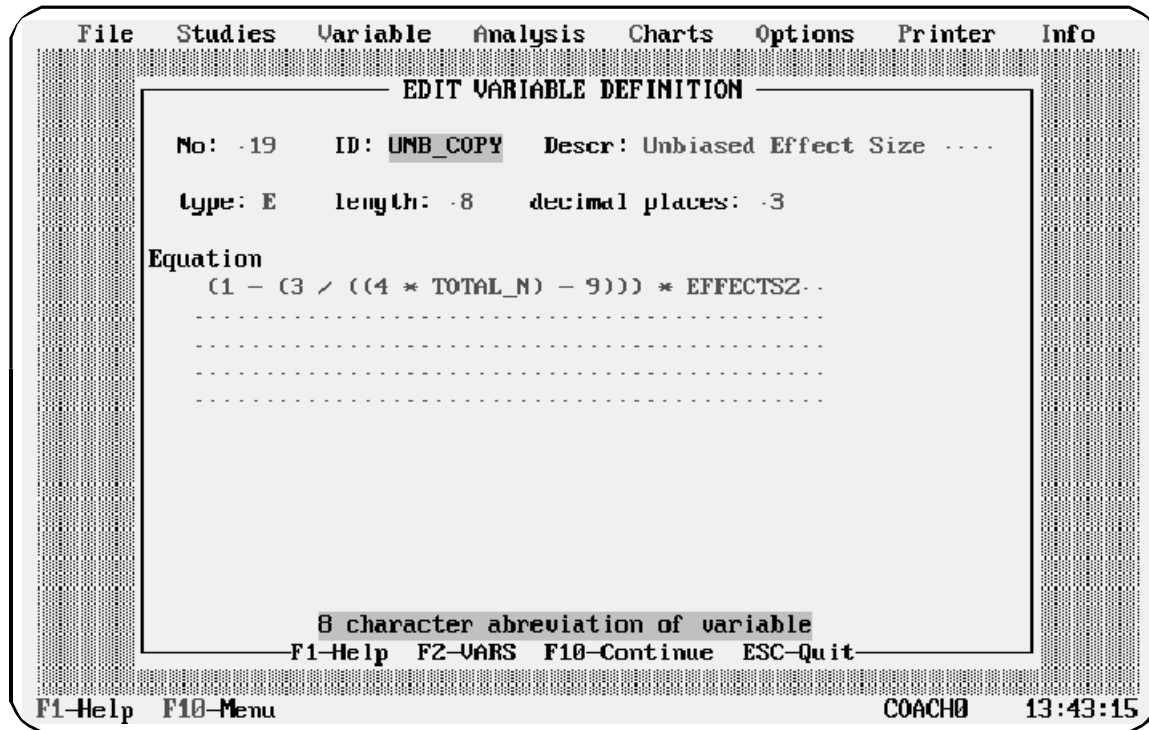 File Studies Variable Analysis Charts Options Printer Info
EDIT VARIABLE DEFINITION
No: ·19 ID: UNB_COPY Descr: Unbiased Effect Size ····
type: E length: ·8 decimal places: ·3
Equation
(1 - (3 / ((4 * TOTAL_N) - 9))) * EFFECTSZ··
8 character abreviation of variable
F1-Help F2-VARS F10-Continue ESC-Quit
F1-Help F10-Menu COACH0 13:43:15